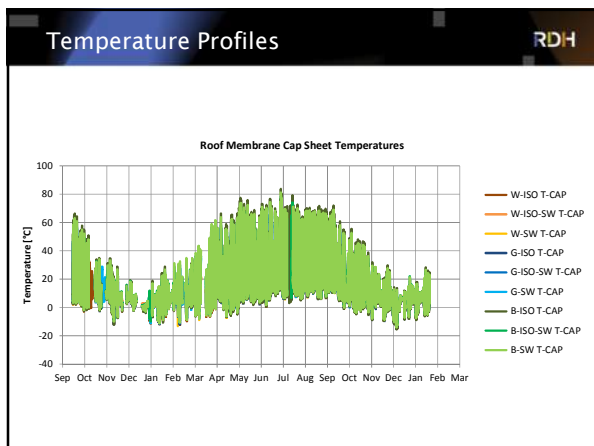 Temperature Profiles
RDH
Roof Membrane Cap Sheet Temperatures
100
80
60
40
20
0
-20
-40
Temperature [°C]
Sep Oct Nov Dec Jan Feb Mar Apr May Jun Jul Aug Sep Oct Nov Dec Jan Feb Mar
W-ISO T-CAP
W-ISO-SW T-CAP
W-SW T-CAP
G-ISO T-CAP
G-ISO-SW T-CAP
G-SW T-CAP
B-ISO T-CAP
B-ISO-SW T-CAP
B-SW T-CAP